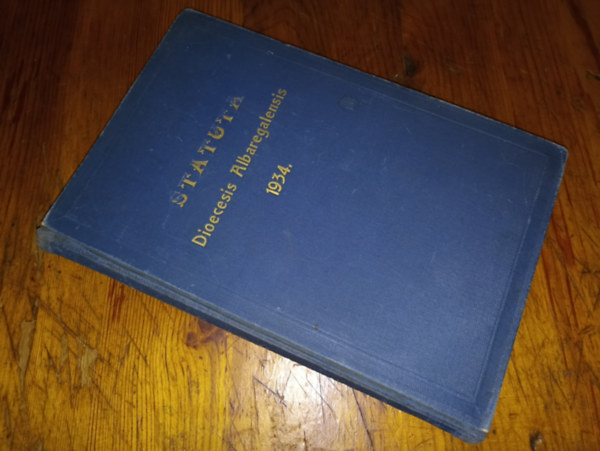 STATUTA
Dioecesis Albaregalensis
1934.